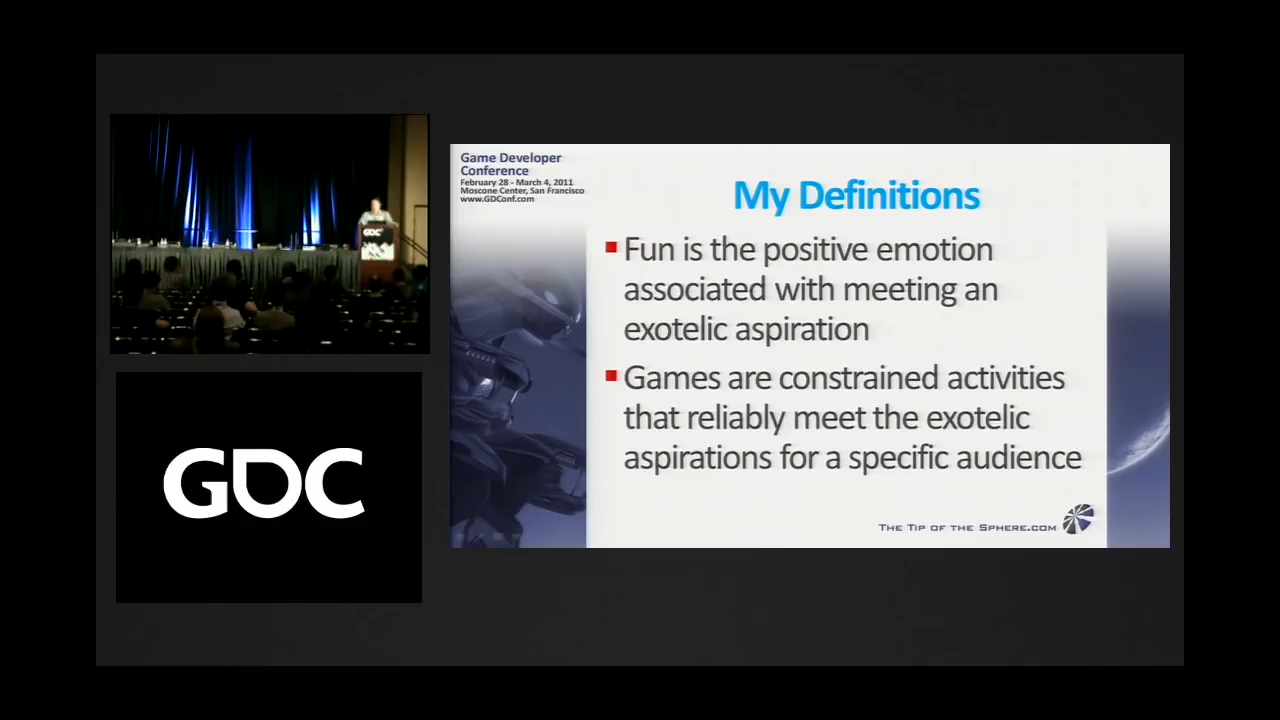 GDC
GDC
Game Developer
Conference
February 28 - March 4, 2011
Moscone Center, San Francisco
www.GDConf.com
My Definitions
Fun is the positive emotion
associated with meeting an
exotelic aspiration
Games are constrained activities
that reliably meet the exotelic
aspirations for a specific audience
The Tip of the Sphere.com